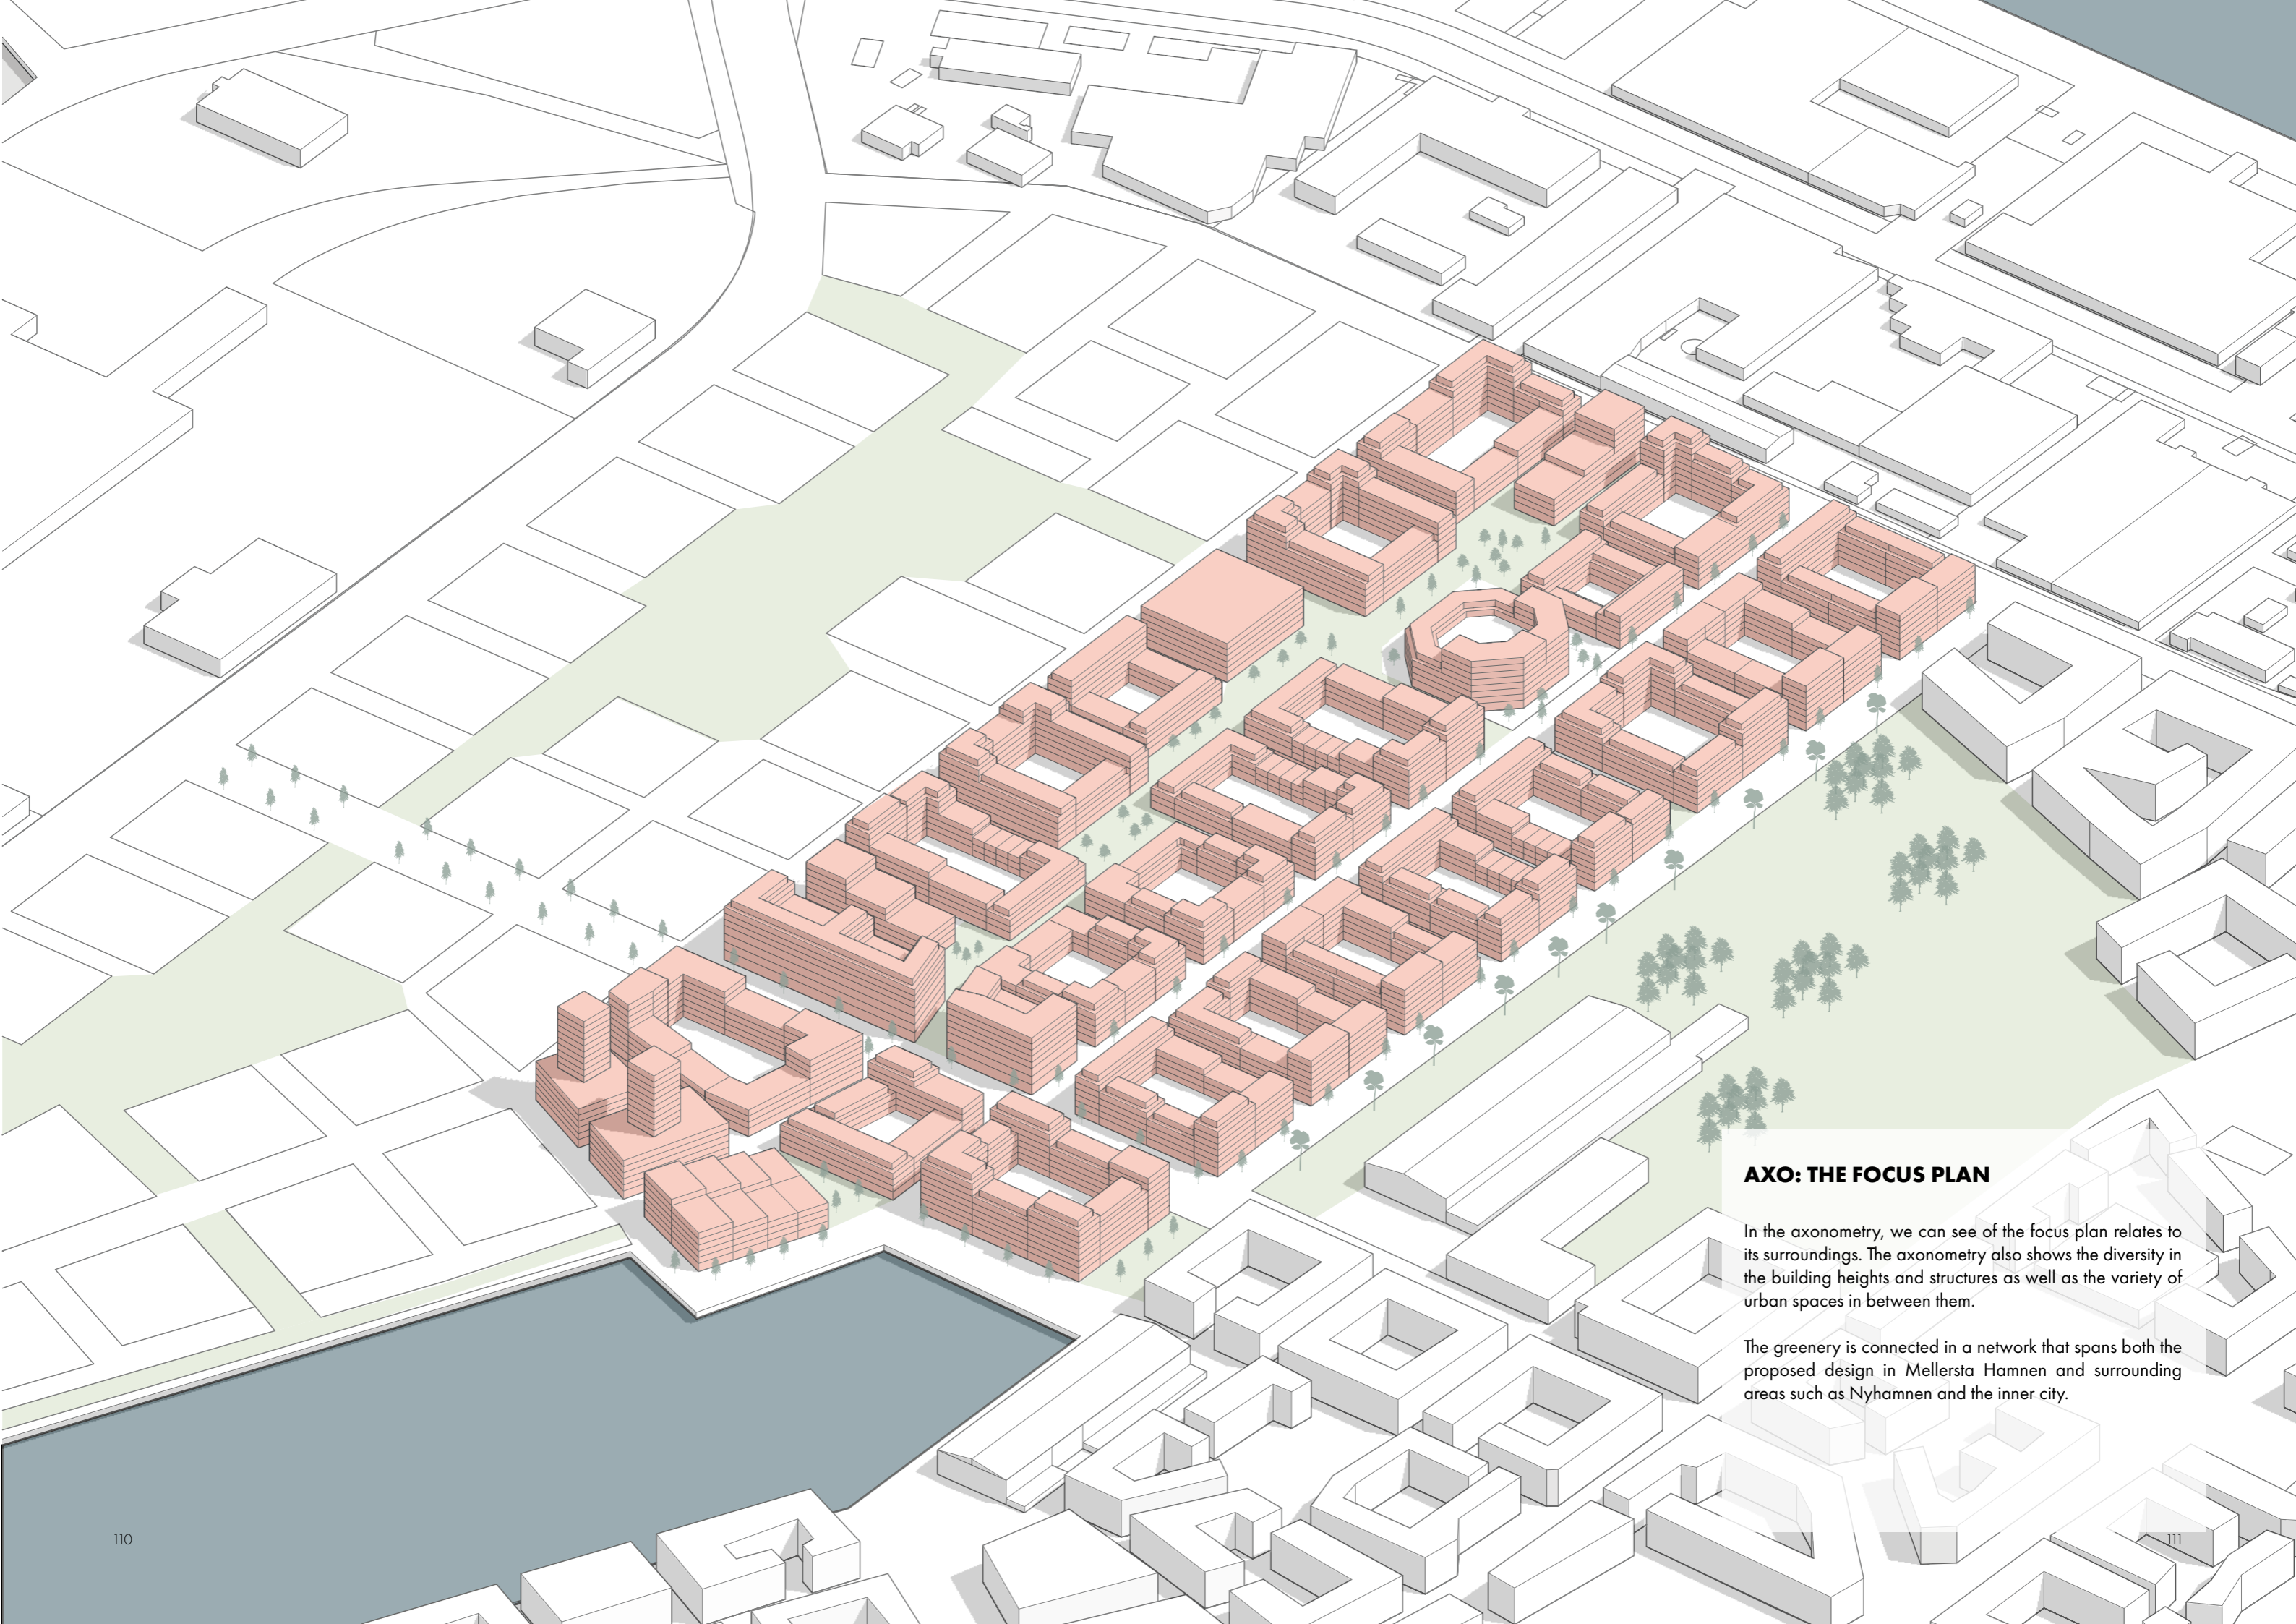 AXO: THE FOCUS PLAN
In the axonometry, we can see of the focus plan relates to
its surroundings. The axonometry also shows the diversity in
the building heights and structures as well as the variety of
urban spaces in between them.
The greenery is connected in a network that spans both the
proposed design in Mellersta Hamnen and surrounding
areas such as Nyhamnen and the inner city.
110
111